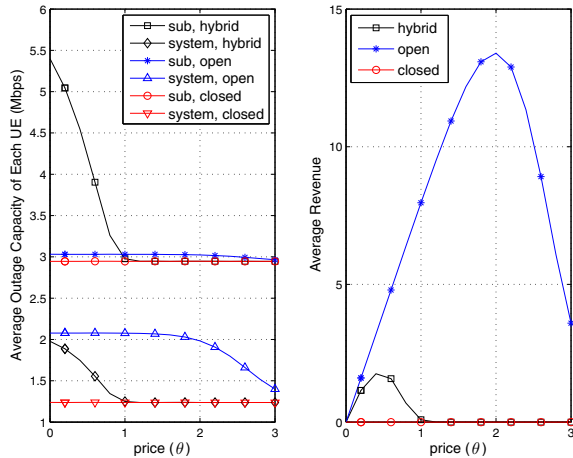 Average Outage Capacity of Each UE (Mbps)
6
5.5
5
4.5
4
3.5
3
2.5
2
1.5
1
0
1
2
3
price (θ)
sub, hybrid
system, hybrid
sub, open
system, open
sub, closed
system, closed
Average Revenue
15
10
5
0
0
1
2
3
price (θ)
hybrid
open
closed